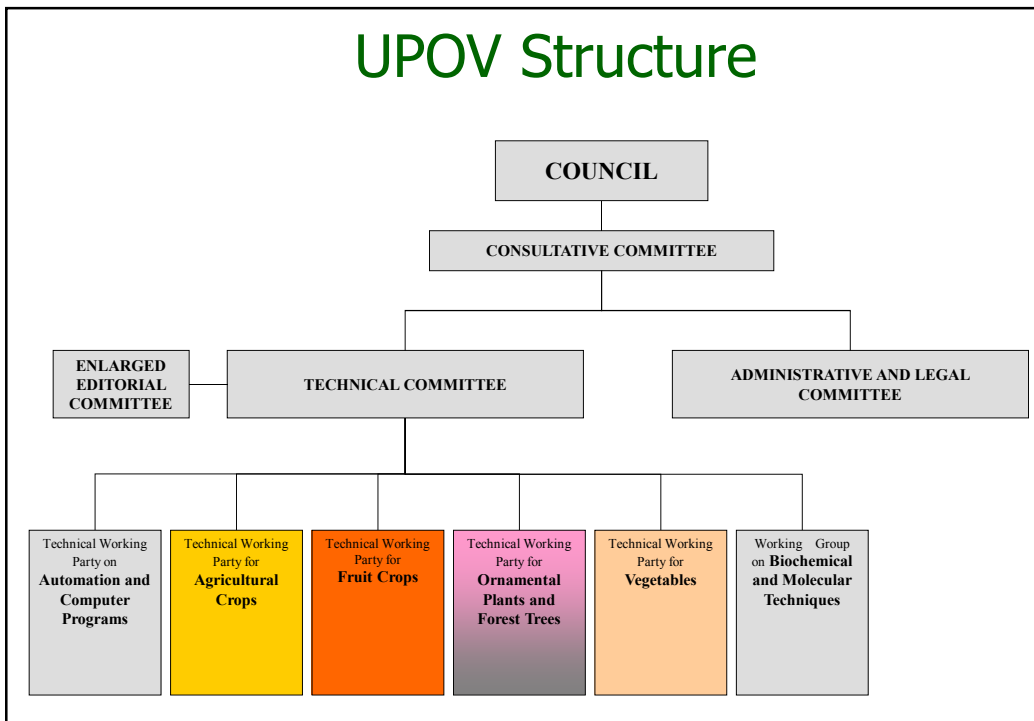 UPOV Structure
COUNCIL
CONSULTATIVE COMMITTEE
ENLARGED
EDITORIAL
COMMITTEE
TECHNICAL COMMITTEE
ADMINISTRATIVE AND LEGAL
COMMITTEE
Technical Working
Party on
Automation and
Computer
Programs
Technical Working
Party for
Agricultural
Crops
Technical Working
Party for
Fruit Crops
Technical Working
Party for
Ornamental
Plants and
Forest Trees
Technical Working
Party for
Vegetables
Working Group
on Biochemical
and Molecular
Techniques